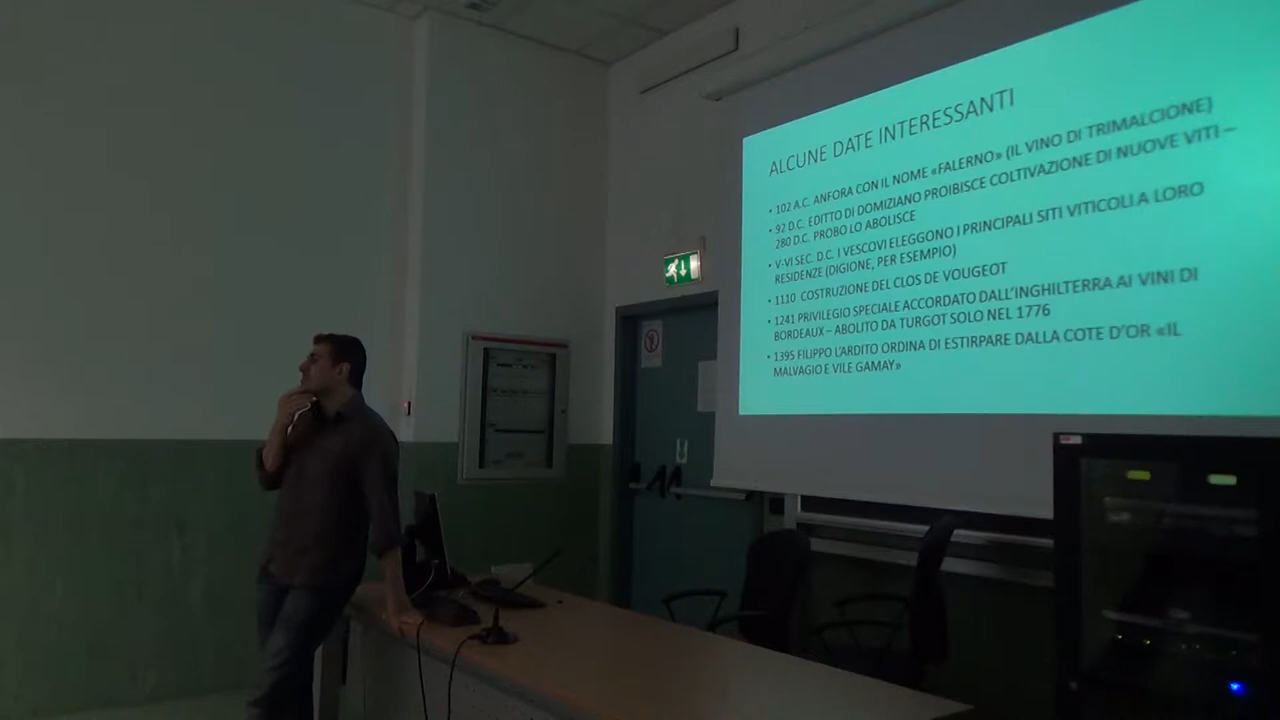 ALCUNE DATE INTERESSANTI
• 102 A.C. ANFORA CON IL NOME «FALERNO» (IL VINO DI TRIMALCIONE)
• 92 D.C. EDITTO DI DOMIZIANO PROIBISCE COLTIVAZIONE DI NUOVE VITI –
280 D.C. PROBO LO ABOLISCE
• V-VI SEC. D.C. I VESCOVI ELEGGONO I PRINCIPALI SITI VITICOLI A LORO
RESIDENZE (DIGIONE, PER ESEMPIO)
• 1110 COSTRUZIONE DEL CLOS DE VOUGEOT
• 1241 PRIVILEGIO SPECIALE ACCORDATO DALL'INGHILTERRA AI VINI DI
BORDEAUX – ABOLITO DA TURGOT SOLO NEL 1776
• 1395 FILIPPO L'ARDITO ORDINA DI ESTIRPARE DALLA COTE D'OR «IL
MALVAGIO E VILE GAMAY»